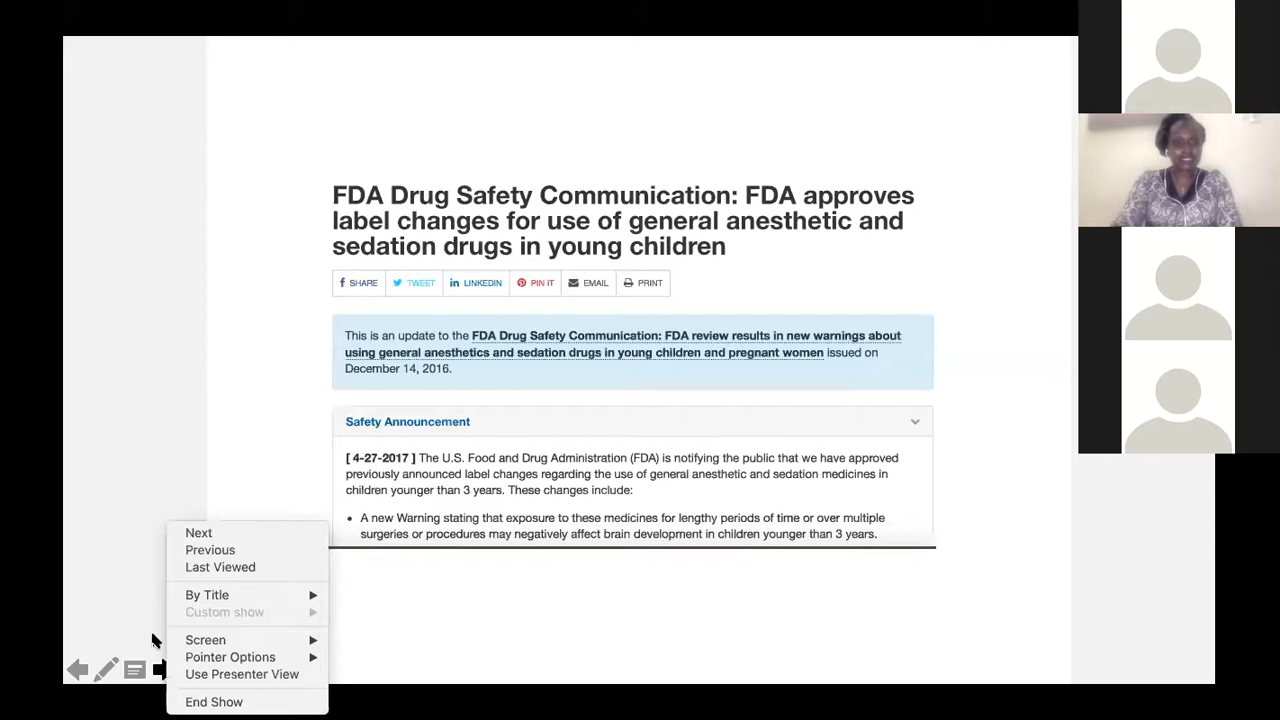 FDA Drug Safety Communication: FDA approves
label changes for use of general anesthetic and
sedation drugs in young children
SHARE TWEET LINKEDIN PIN IT EMAIL PRINT
This is an update to the FDA Drug Safety Communication: FDA review results in new warnings about
using general anesthetics and sedation drugs in young children and pregnant women issued on
December 14, 2016.
Safety Announcement
[ 4-27-2017 ] The U.S. Food and Drug Administration (FDA) is notifying the public that we have approved
previously announced label changes regarding the use of general anesthetic and sedation medicines in
children younger than 3 years. These changes include:
• A new Warning stating that exposure to these medicines for lengthy periods of time or over multiple
surgeries or procedures may negatively affect brain development in children younger than 3 years.
Next
Previous
Last Viewed
By Title
Custom show
Screen
Pointer Options
Use Presenter View
End Show